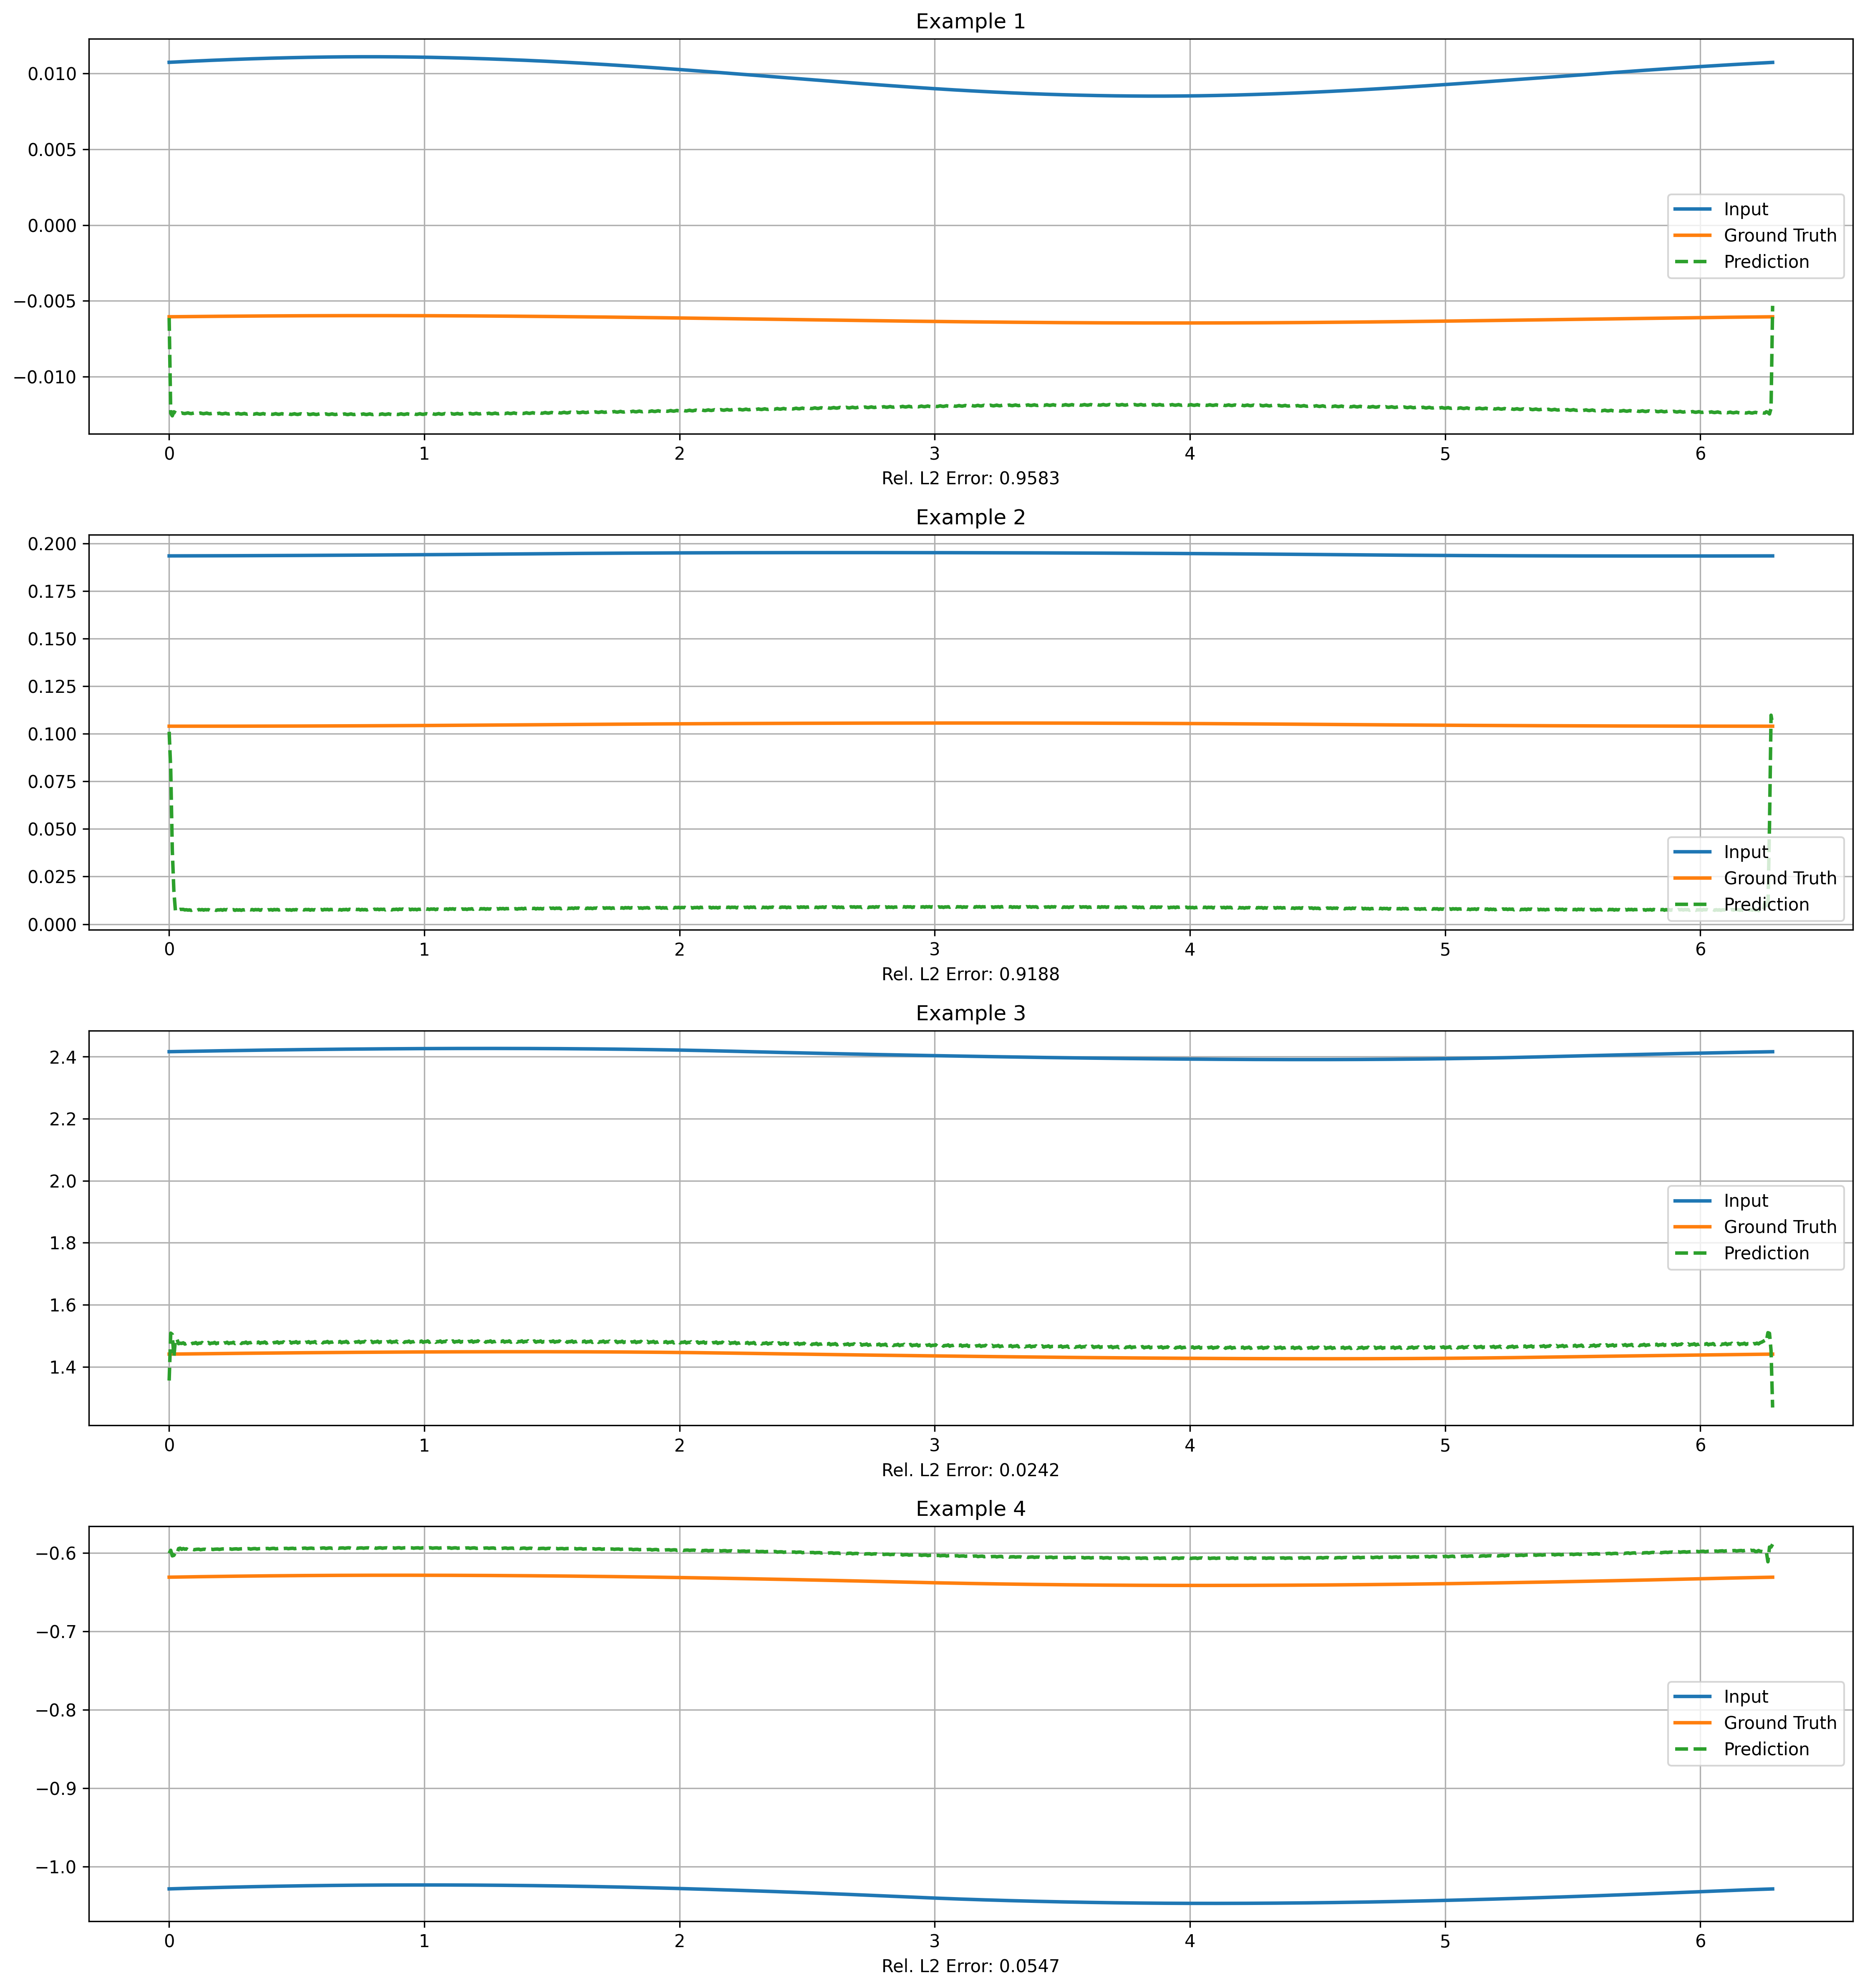 Example 1
0.010
0.005
0.000
−0.005
−0.010
Input
Ground Truth
Prediction
0 1 2 3 4 5 6
Rel. L2 Error: 0.9583
Example 2
0.200
0.175
0.150
0.125
0.100
0.075
0.050
0.025
0.000
Input
Ground Truth
Prediction
0 1 2 3 4 5 6
Rel. L2 Error: 0.9188
Example 3
2.4
2.2
2.0
1.8
1.6
1.4
Input
Ground Truth
Prediction
0 1 2 3 4 5 6
Rel. L2 Error: 0.0242
Example 4
−0.6
−0.7
−0.8
−0.9
−1.0
Input
Ground Truth
Prediction
0 1 2 3 4 5 6
Rel. L2 Error: 0.0547